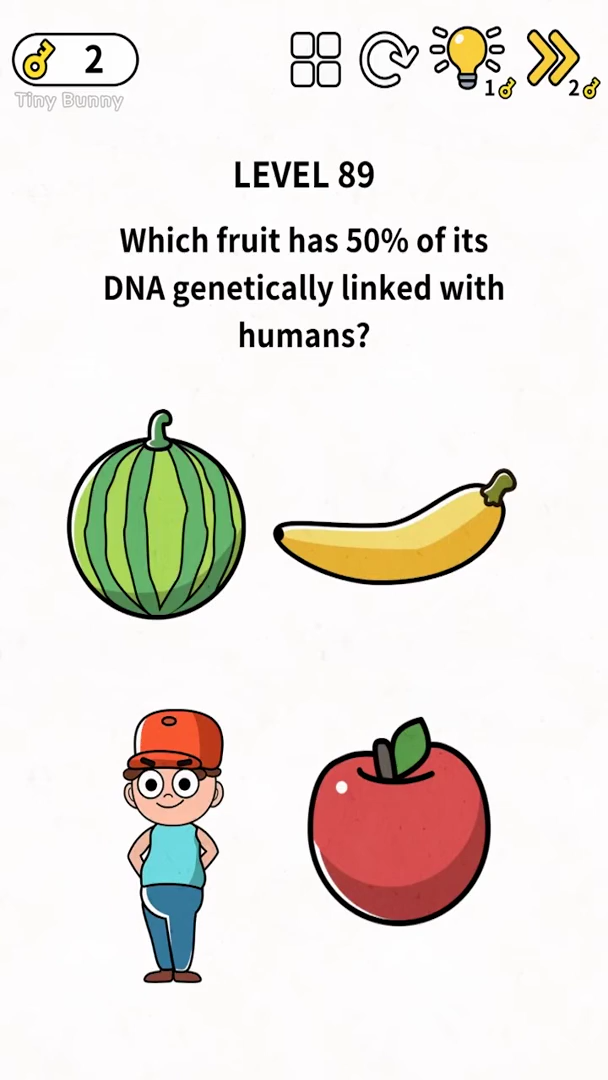 2
1
2
Tiny Bunny
LEVEL 89
Which fruit has 50% of its
DNA genetically linked with
humans?